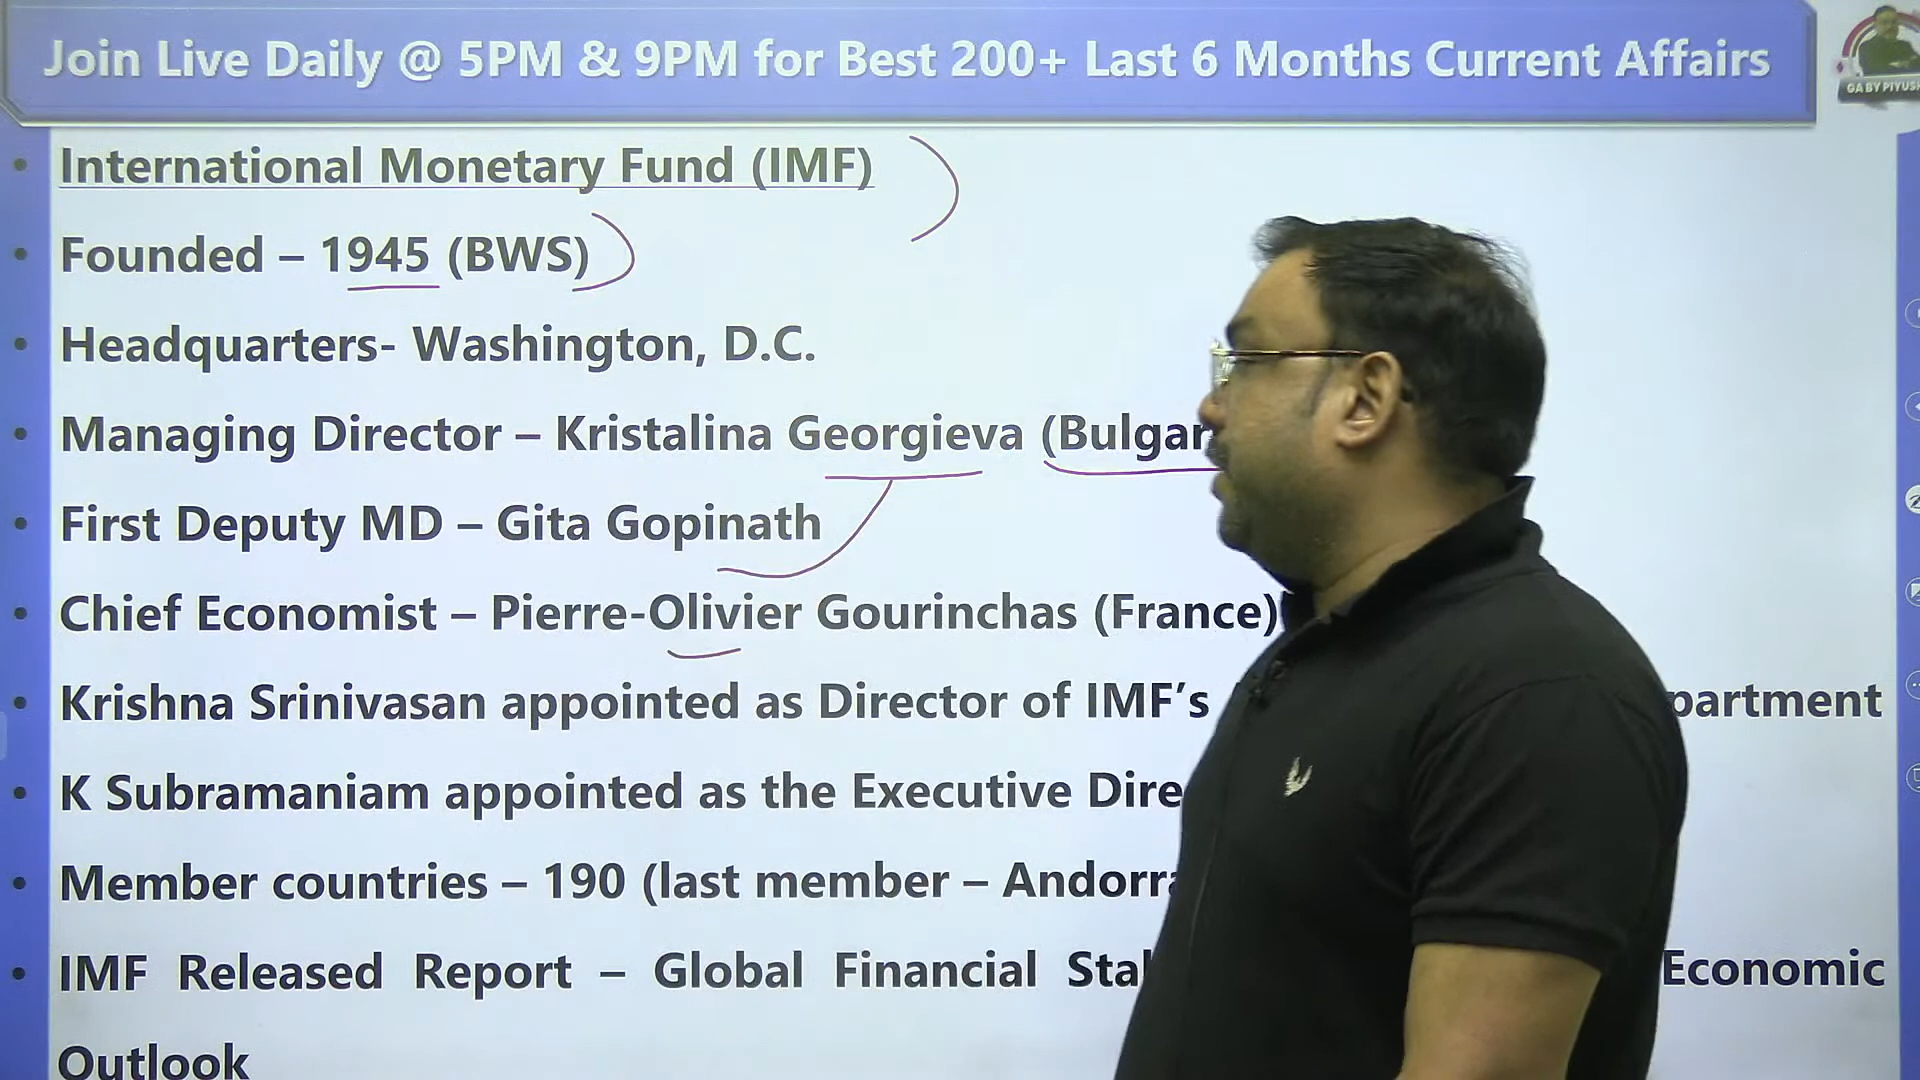 Join Live Daily @ 5PM & 9PM for Best 200+ Last 6 Months Current Affairs
GA BY PIYUSH
• International Monetary Fund (IMF)
• Founded – 1945 (BWS)
• Headquarters- Washington, D.C.
• Managing Director – Kristalina Georgieva (Bulgar
• First Deputy MD – Gita Gopinath
• Chief Economist – Pierre-Olivier Gourinchas (France)
• Krishna Srinivasan appointed as Director of IMF’s partment
• K Subramaniam appointed as the Executive Dire
• Member countries – 190 (last member – Andorra
• IMF Released Report – Global Financial Sta Economic
Outlook